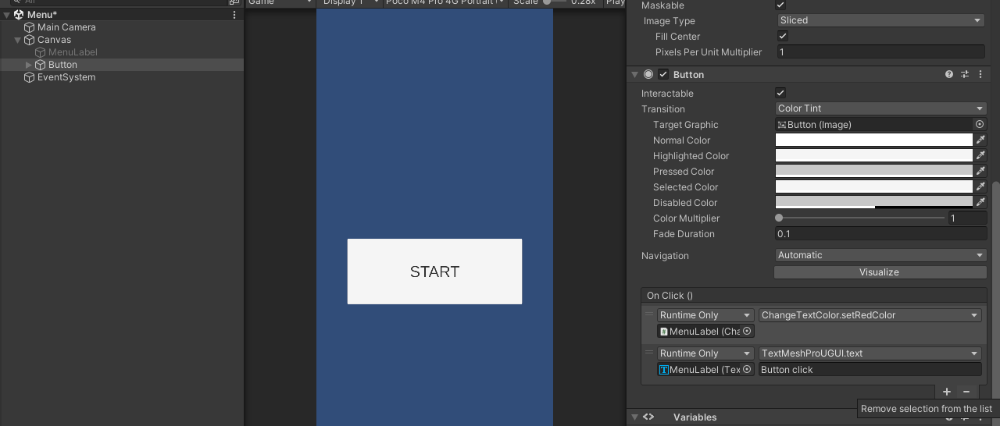 All
Game
Display 1
Poco M4 Pro 4G Portrait
Scale
0.28x
Play
Menu*
Main Camera
Canvas
MenuLabel
Button
EventSystem
START
Maskable
Image Type
Sliced
Fill Center
Pixels Per Unit Multiplier
1
Button
Interactable
Transition
Color Tint
Target Graphic
Button (Image)
Normal Color
Highlighted Color
Pressed Color
Selected Color
Disabled Color
Color Multiplier
1
Fade Duration
0.1
Navigation
Automatic
Visualize
On Click ()
Runtime Only
ChangeTextColor.setRedColor
MenuLabel (Cha
Runtime Only
TextMeshProUGUI.text
MenuLabel (Tex
Button click
Remove selection from the list
Variables